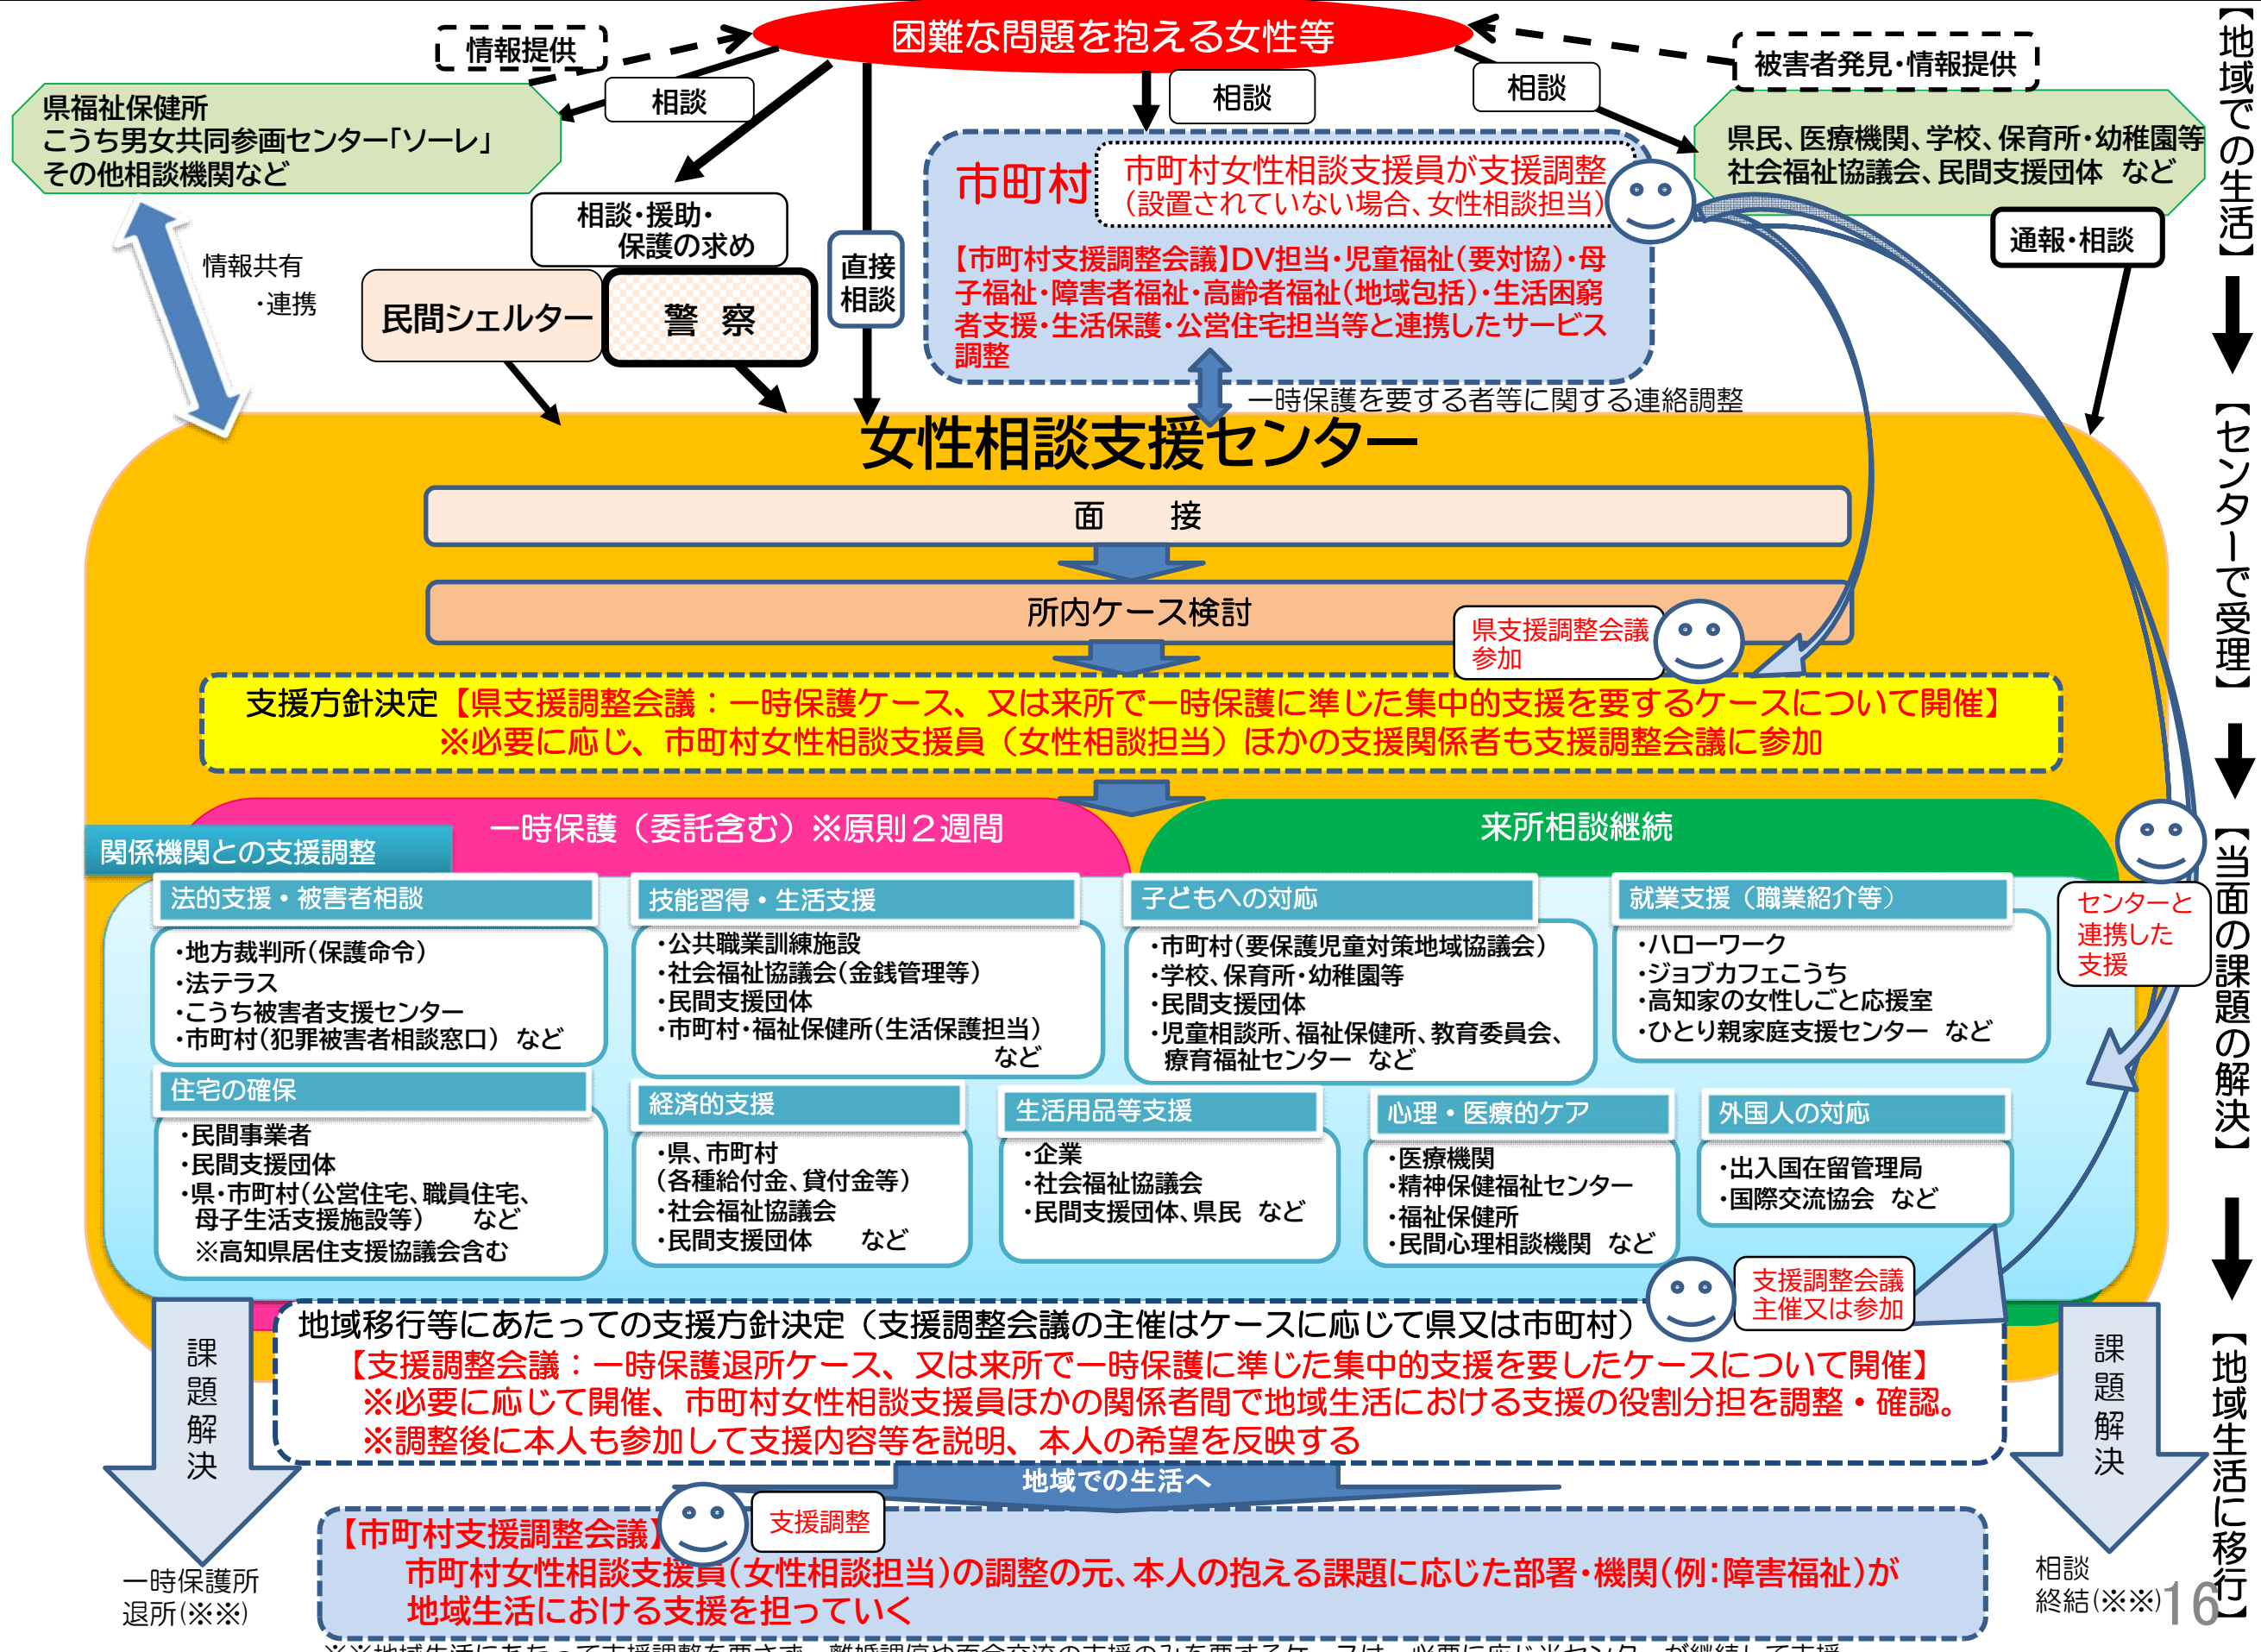 困難な問題を抱える女性等
情報提供
被害者発見・情報提供
相談
相談
相談
県福祉保健所
こうち男女共同参画センター「ソーレ」
その他相談機関など
県民、医療機関、学校、保育所・幼稚園等
社会福祉協議会、民間支援団体 など
市町村
市町村女性相談支援員が支援調整
(設置されていない場合、女性相談担当)
【市町村支援調整会議】DV担当・児童福祉(要対協)・母
子福祉・障害者福祉・高齢者福祉(地域包括)・生活困窮
者支援・生活保護・公営住宅担当等と連携したサービス
調整
相談・援助・
保護の求め
直接
相談
通報・相談
情報共有
・連携
民間シェルター
警 察
一時保護を要する者等に関する連絡調整
女性相談支援センター
面 接
所内ケース検討
県支援調整会議
参加
支援方針決定【県支援調整会議:一時保護ケース、又は来所で一時保護に準じた集中的支援を要するケースについて開催】
※必要に応じ、市町村女性相談支援員(女性相談担当)ほかの支援関係者も支援調整会議に参加
一時保護(委託含む)※原則2週間
来所相談継続
関係機関との支援調整
法的支援・被害者相談
・地方裁判所(保護命令)
・法テラス
・こうち被害者支援センター
・市町村(犯罪被害者相談窓口) など
技能習得・生活支援
・公共職業訓練施設
・社会福祉協議会(金銭管理等)
・民間支援団体
・市町村・福祉保健所(生活保護担当)
など
子どもへの対応
・市町村(要保護児童対策地域協議会)
・学校、保育所・幼稚園等
・民間支援団体
・児童相談所、福祉保健所、教育委員会、
療育福祉センター など
就業支援(職業紹介等)
・ハローワーク
・ジョブカフェこうち
・高知家の女性しごと応援室
・ひとり親家庭支援センター など
センターと
連携した
支援
住宅の確保
・民間事業者
・民間支援団体
・県・市町村(公営住宅、職員住宅、
母子生活支援施設等) など
※高知県居住支援協議会含む
経済的支援
・県、市町村
(各種給付金、貸付金等)
・社会福祉協議会
・民間支援団体 など
生活用品等支援
・企業
・社会福祉協議会
・民間支援団体、県民 など
心理・医療的ケア
・医療機関
・精神保健福祉センター
・福祉保健所
・民間心理相談機関 など
外国人の対応
・出入国在留管理局
・国際交流協会 など
支援調整会議
主催又は参加
地域移行等にあたっての支援方針決定(支援調整会議の主催はケースに応じて県又は市町村)
【支援調整会議:一時保護退所ケース、又は来所で一時保護に準じた集中的支援を要したケースについて開催】
※必要に応じて開催、市町村女性相談支援員ほかの関係者間で地域生活における支援の役割分担を調整・確認。
※調整後に本人も参加して支援内容等を説明、本人の希望を反映する
課題解決
課題解決
地域での生活へ
支援調整
【市町村支援調整会議】
市町村女性相談支援員(女性相談担当)の調整の元、本人の抱える課題に応じた部署・機関(例:障害福祉)が
地域生活における支援を担っていく
一時保護所
退所(※※)
相談
終結(※※)
※※地域生活にあたって支援調整を要さず、離婚調停や面会交流の支援のみを要するケースは、必要に応じ当センターが継続して支援
【地域での生活】
【センターで受理】
【当面の課題の解決】
【地域生活に移行】
16